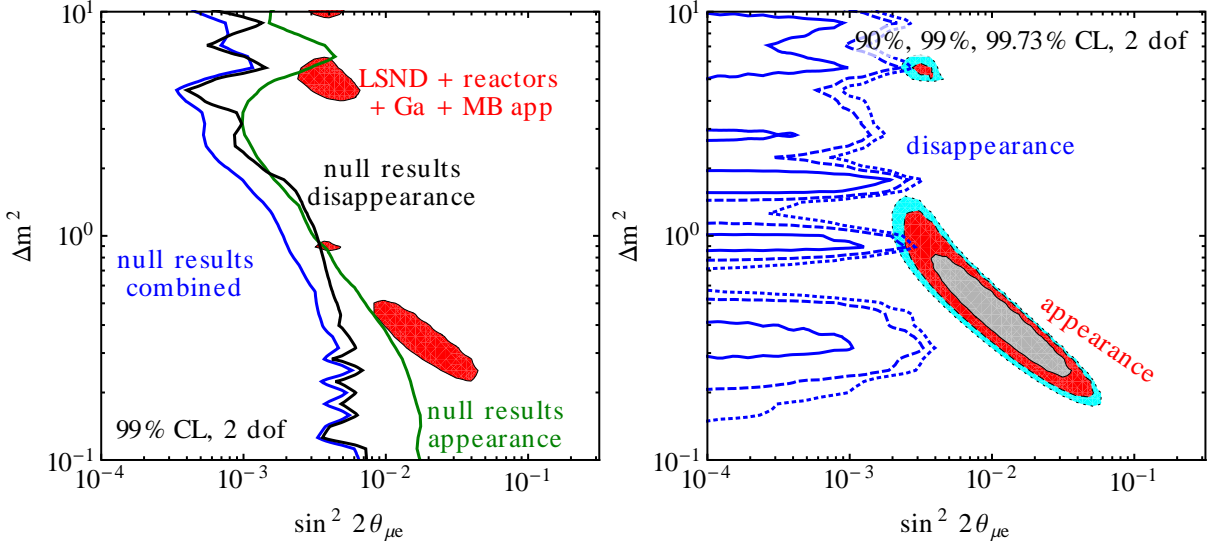 10^1
10^0
10^-1
Δm^2
LSND + reactors
+ Ga + MB app
null results
disappearance
null results
combined
null results
appearance
99% CL, 2 dof
10^-4
10^-3
10^-2
10^-1
sin^2 2θ_μe
10^1
10^0
10^-1
Δm^2
90%, 99%, 99.73% CL, 2 dof
disappearance
appearance
10^-4
10^-3
10^-2
10^-1
sin^2 2θ_μe